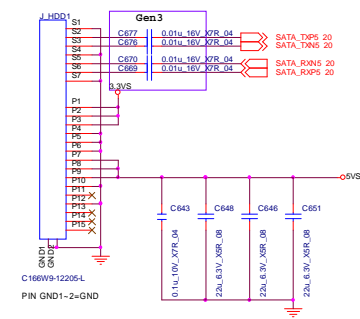 J_HDD1
Gen3
S1
S2
S3
S4
S5
S6
S7
C677 0.01u_16V_X7R_04 SATA_TXP5 20
C676 0.01u_16V_X7R_04 SATA_TXN5 20
C670 0.01u_16V_X7R_04 SATA_RXN5 20
C669 0.01u_16V_X7R_04 SATA_RXP5 20
3.3VS
P1
P2
P3
P4
P5
P6
P7
P8
P9
P10
P11
P12
P13
P14
P15
5VS
C643
C648
C646
C651
0.1u_10V_X7R_04
22u_6.3V_X5R_08
22u_6.3V_X5R_08
22u_6.3V_X5R_08
GND1
GND2
C166W9-12205-L
PIN GND1~2=GND